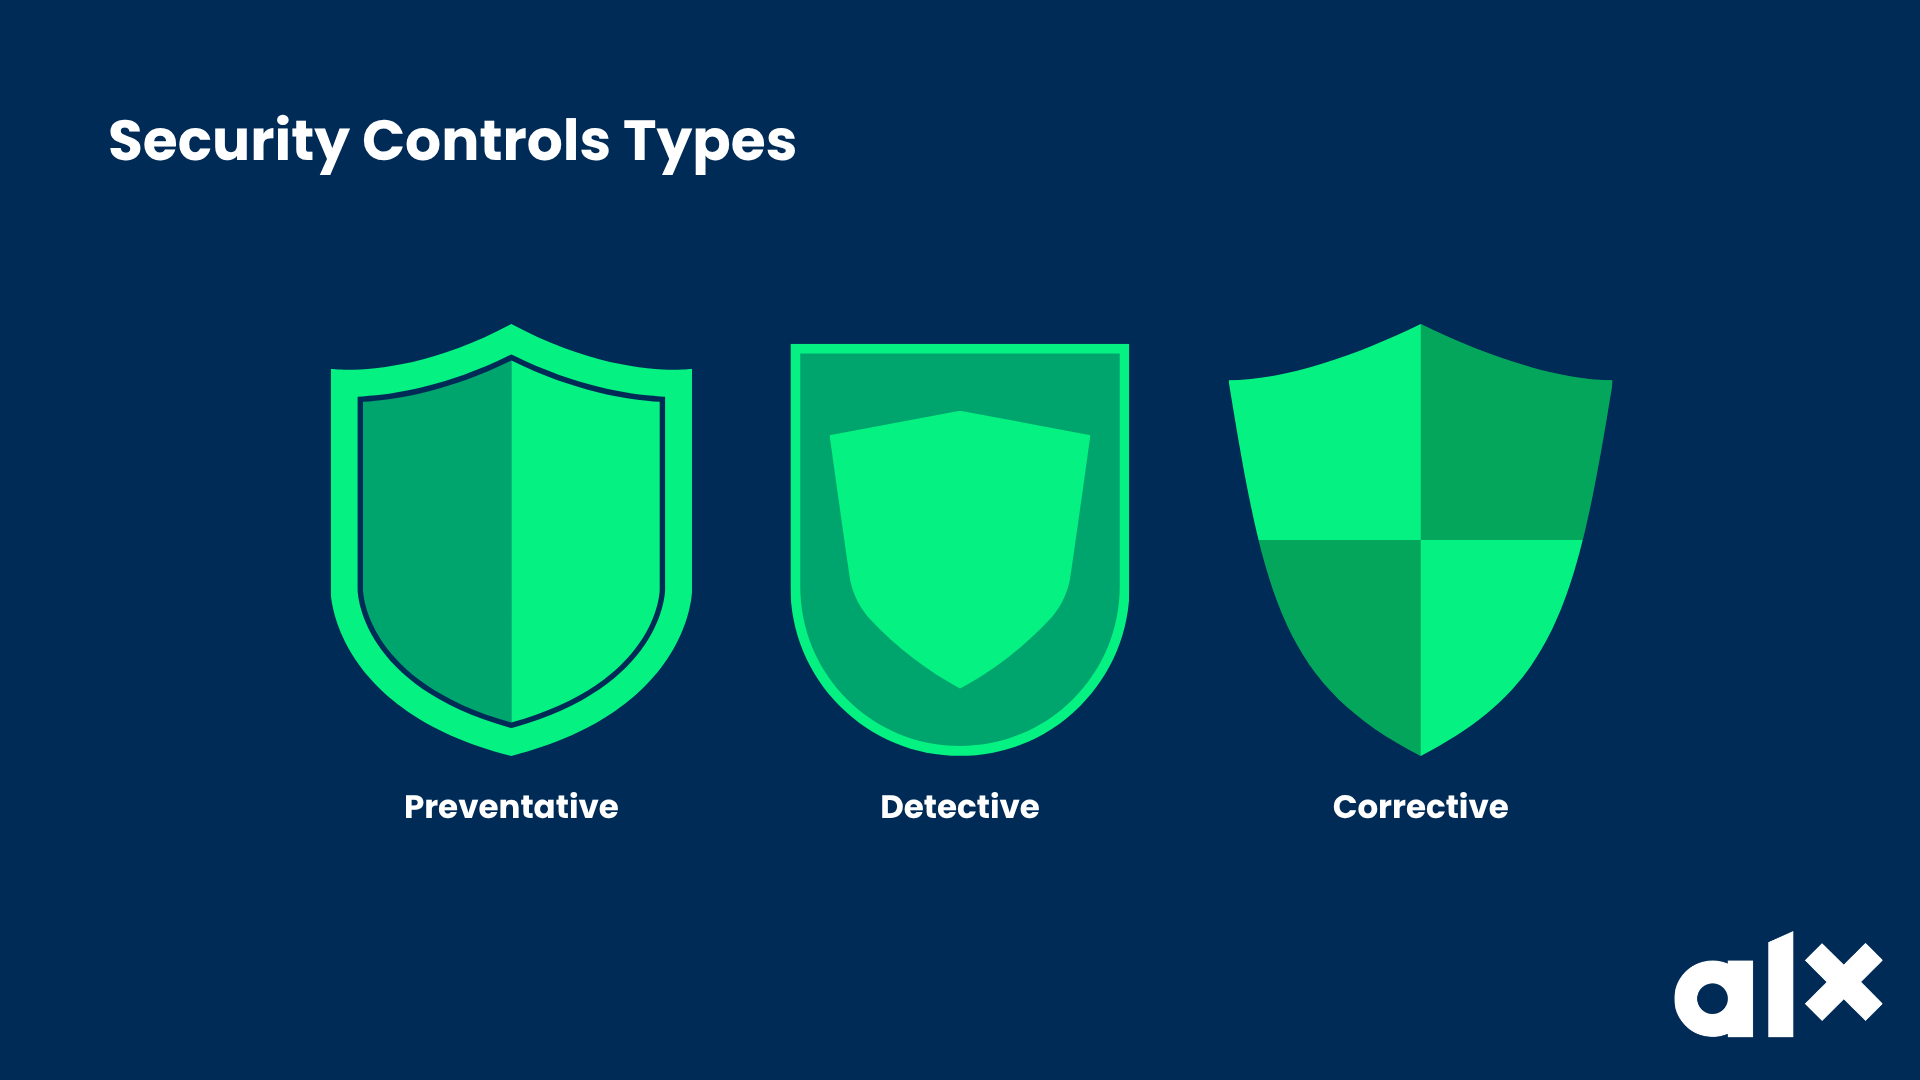 Security Controls Types
Preventative
Detective
Corrective
alx